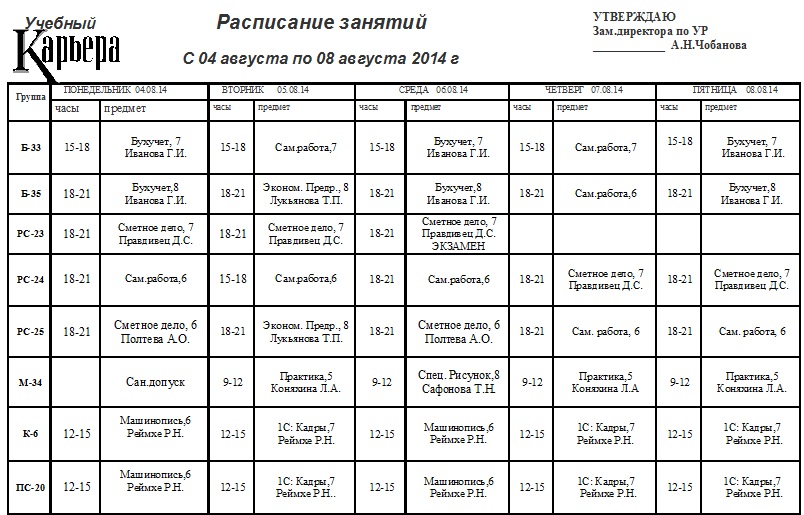 Учебный
Карьера
Расписание занятий
С 04 августа по 08 августа 2014 г
УТВЕРЖДАЮ
Зам.директора по УР
____________ А.Н.Чобанова
Группа ПОНЕДЕЛЬНИК 04.08.14 ВТОРНИК 05.08.14 СРЕДА 06.08.14 ЧЕТВЕРГ 07.08.14 ПЯТНИЦА 08.08.14
часы предмет часы предмет часы предмет часы предмет часы предмет
Б-33 15-18 Бухучет, 7 Иванова Г.И. 15-18 Сам.работа,7 15-18 Бухучет, 7 Иванова Г.И. 15-18 Сам.работа,7 15-18 Бухучет, 7 Иванова Г.И.
Б-35 18-21 Бухучет,8 Иванова Г.И. 18-21 Эконом. Предр., 8 Лукьянова Т.П. 18-21 Бухучет,8 Иванова Г.И. 18-21 Сам.работа,6 18-21 Бухучет,8 Иванова Г.И.
РС-23 18-21 Сметное дело, 7 Правдивец Д.С. 18-21 Сметное дело, 7 Правдивец Д.С. 18-21 Сметное дело, 7 Правдивец Д.С. ЭКЗАМЕН
РС-24 18-21 Сам.работа,6 15-18 Сам.работа,6 18-21 Сам.работа,6 18-21 Сметное дело, 7 Правдивец Д.С. 18-21 Сметное дело, 7 Правдивец Д.С.
РС-25 18-21 Сметное дело, 6 Полтева А.О. 18-21 Эконом. Предр., 8 Лукьянова Т.П. 18-21 Сметное дело, 6 Полтева А.О. 18-21 Сам. работа, 6 18-21 Сам. работа, 6
М-34 Сан.допуск 9-12 Практика,5 Коняхина Л.А. 9-12 Спец. Рисунок,8 Сафонова Т.Н. 9-12 Практика,5 Коняхина Л.А 9-12 Практика,5 Коняхина Л.А.
К-6 12-15 Машинопись,6 Реймхе Р.Н. 12-15 1С: Кадры,7 Реймхе Р.Н. 12-15 Машинопись,6 Реймхе Р.Н. 12-15 1С: Кадры,7 Реймхе Р.Н. 12-15 1С: Кадры,7 Реймхе Р.Н.
ПС-20 12-15 Машинопись,6 Реймхе Р.Н. 12-15 1С: Кадры,7 Реймхе Р.Н.. 12-15 Машинопись,6 Реймхе Р.Н. 12-15 1С: Кадры,7 Реймхе Р.Н. 12-15 1С: Кадры,7 Реймхе Р.Н.